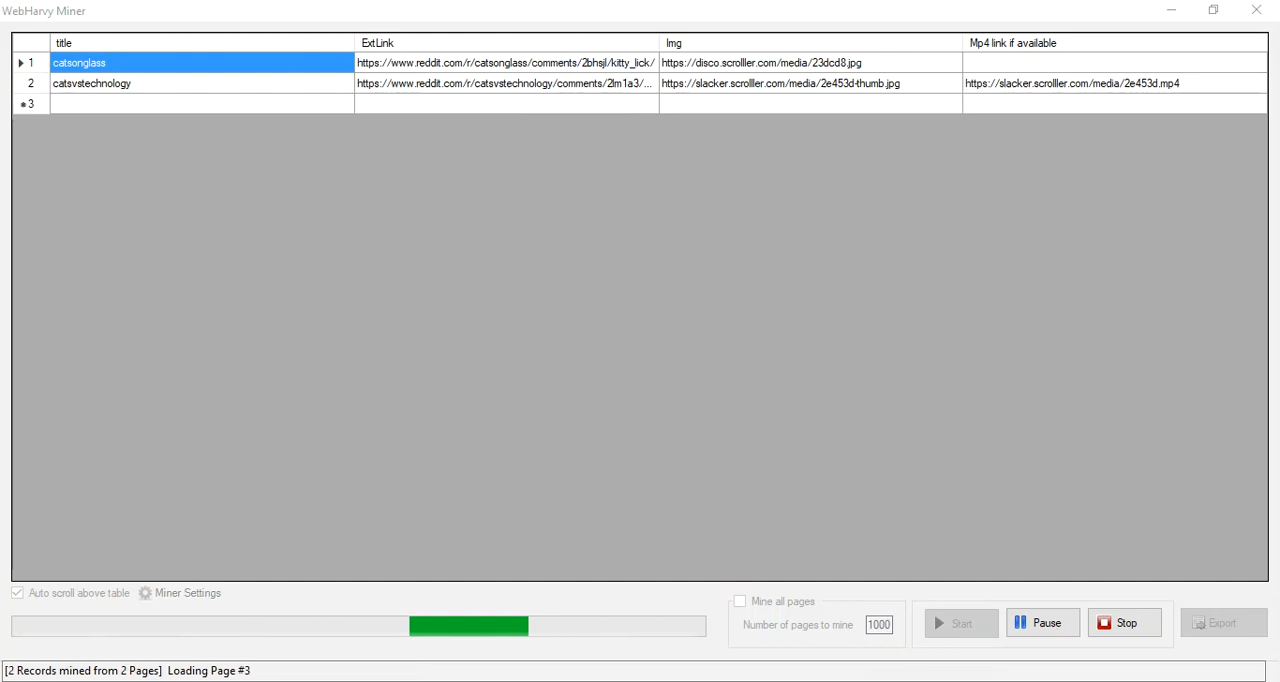 WebHarvy Miner
title ExtLink Img Mp4 link if available
1 catsonglass https://www.reddit.com/r/catsonglass/comments/2bhsjl/kitty_lick/ https://disco.scrolller.com/media/23dcd8.jpg
2 catsvstechnology https://www.reddit.com/r/catsvstechnology/comments/2lm1a3/... https://slacker.scrolller.com/media/2e453d-thumb.jpg https://slacker.scrolller.com/media/2e453d.mp4
3
Auto scroll above table Miner Settings
Mine all pages
Number of pages to mine 1000 Start Pause Stop Export
[2 Records mined from 2 Pages] Loading Page #3